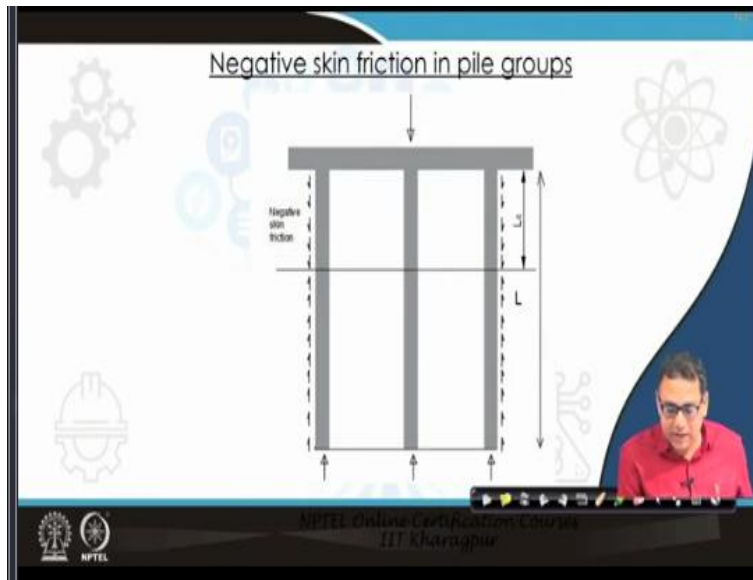 Negative skin friction in pile groups
Negative
skin
friction
L
NPTEL Online Certification Courses
IIT Kharagpur
NPTEL